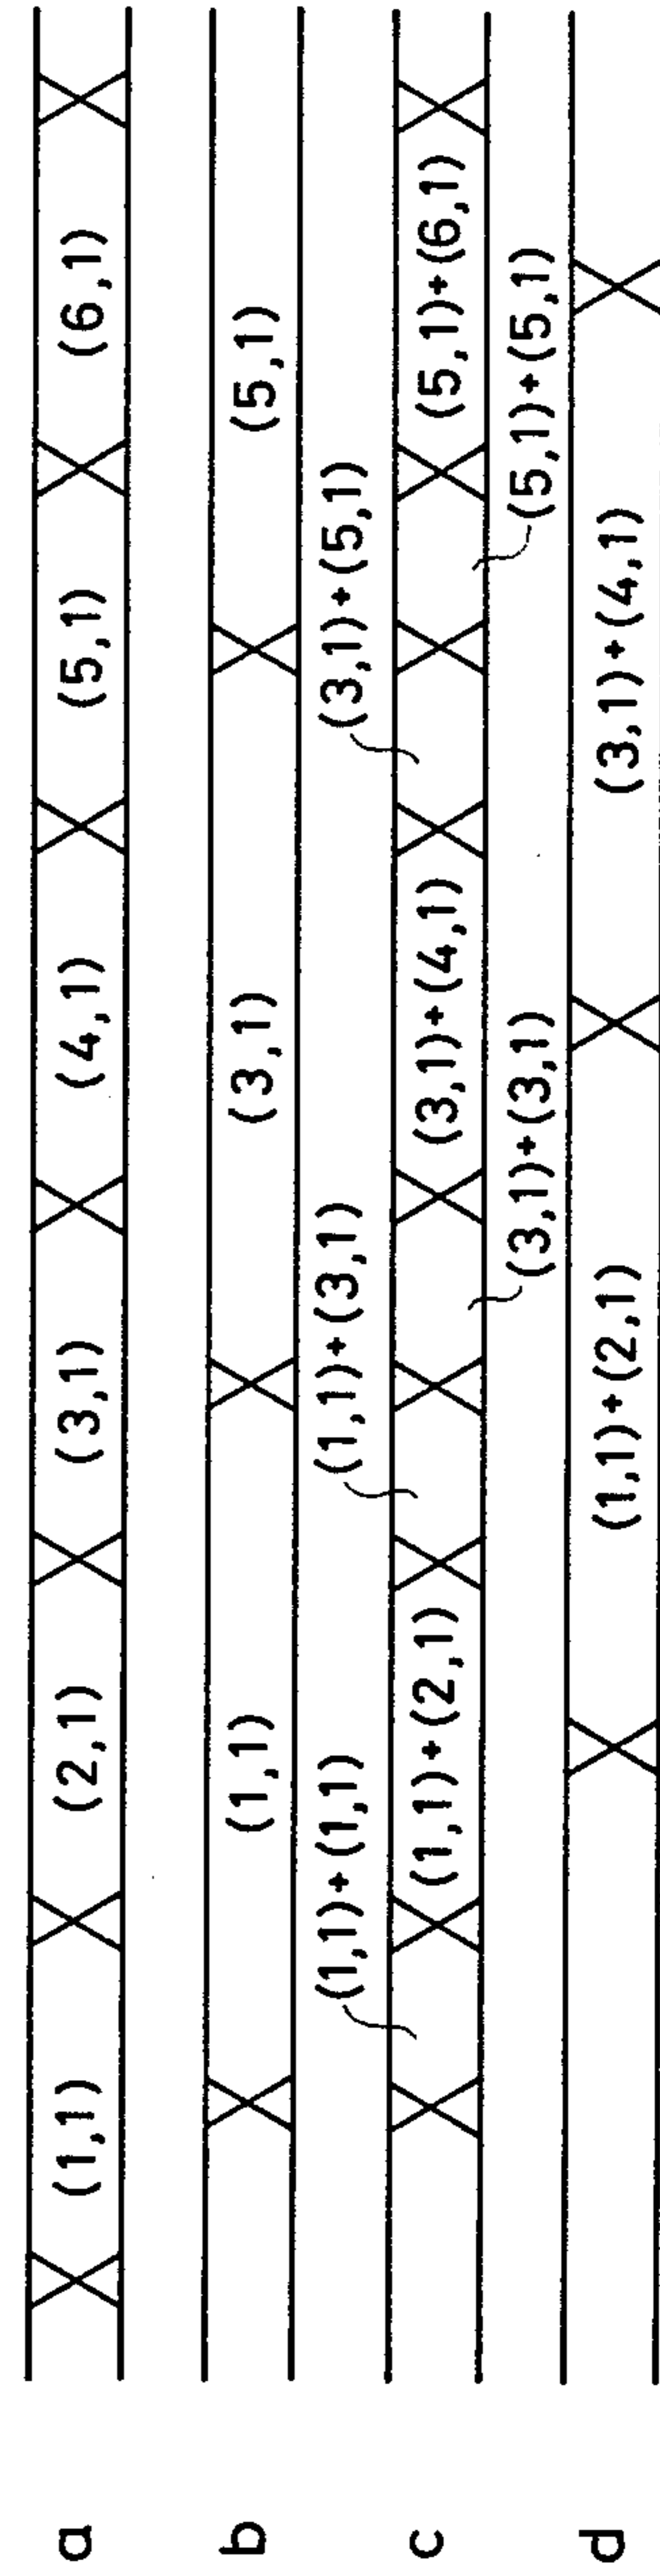 a (1,1) (2,1) (3,1) (4,1) (5,1) (6,1)
b (1,1) (3,1) (5,1)
(1,1)+(1,1) (1,1)+(3,1) (3,1)+(5,1)
c (1,1)+(2,1) (3,1)+(4,1) (5,1)+(6,1)
(3,1)+(3,1) (5,1)+(5,1)
d (1,1)+(2,1) (3,1)+(4,1)